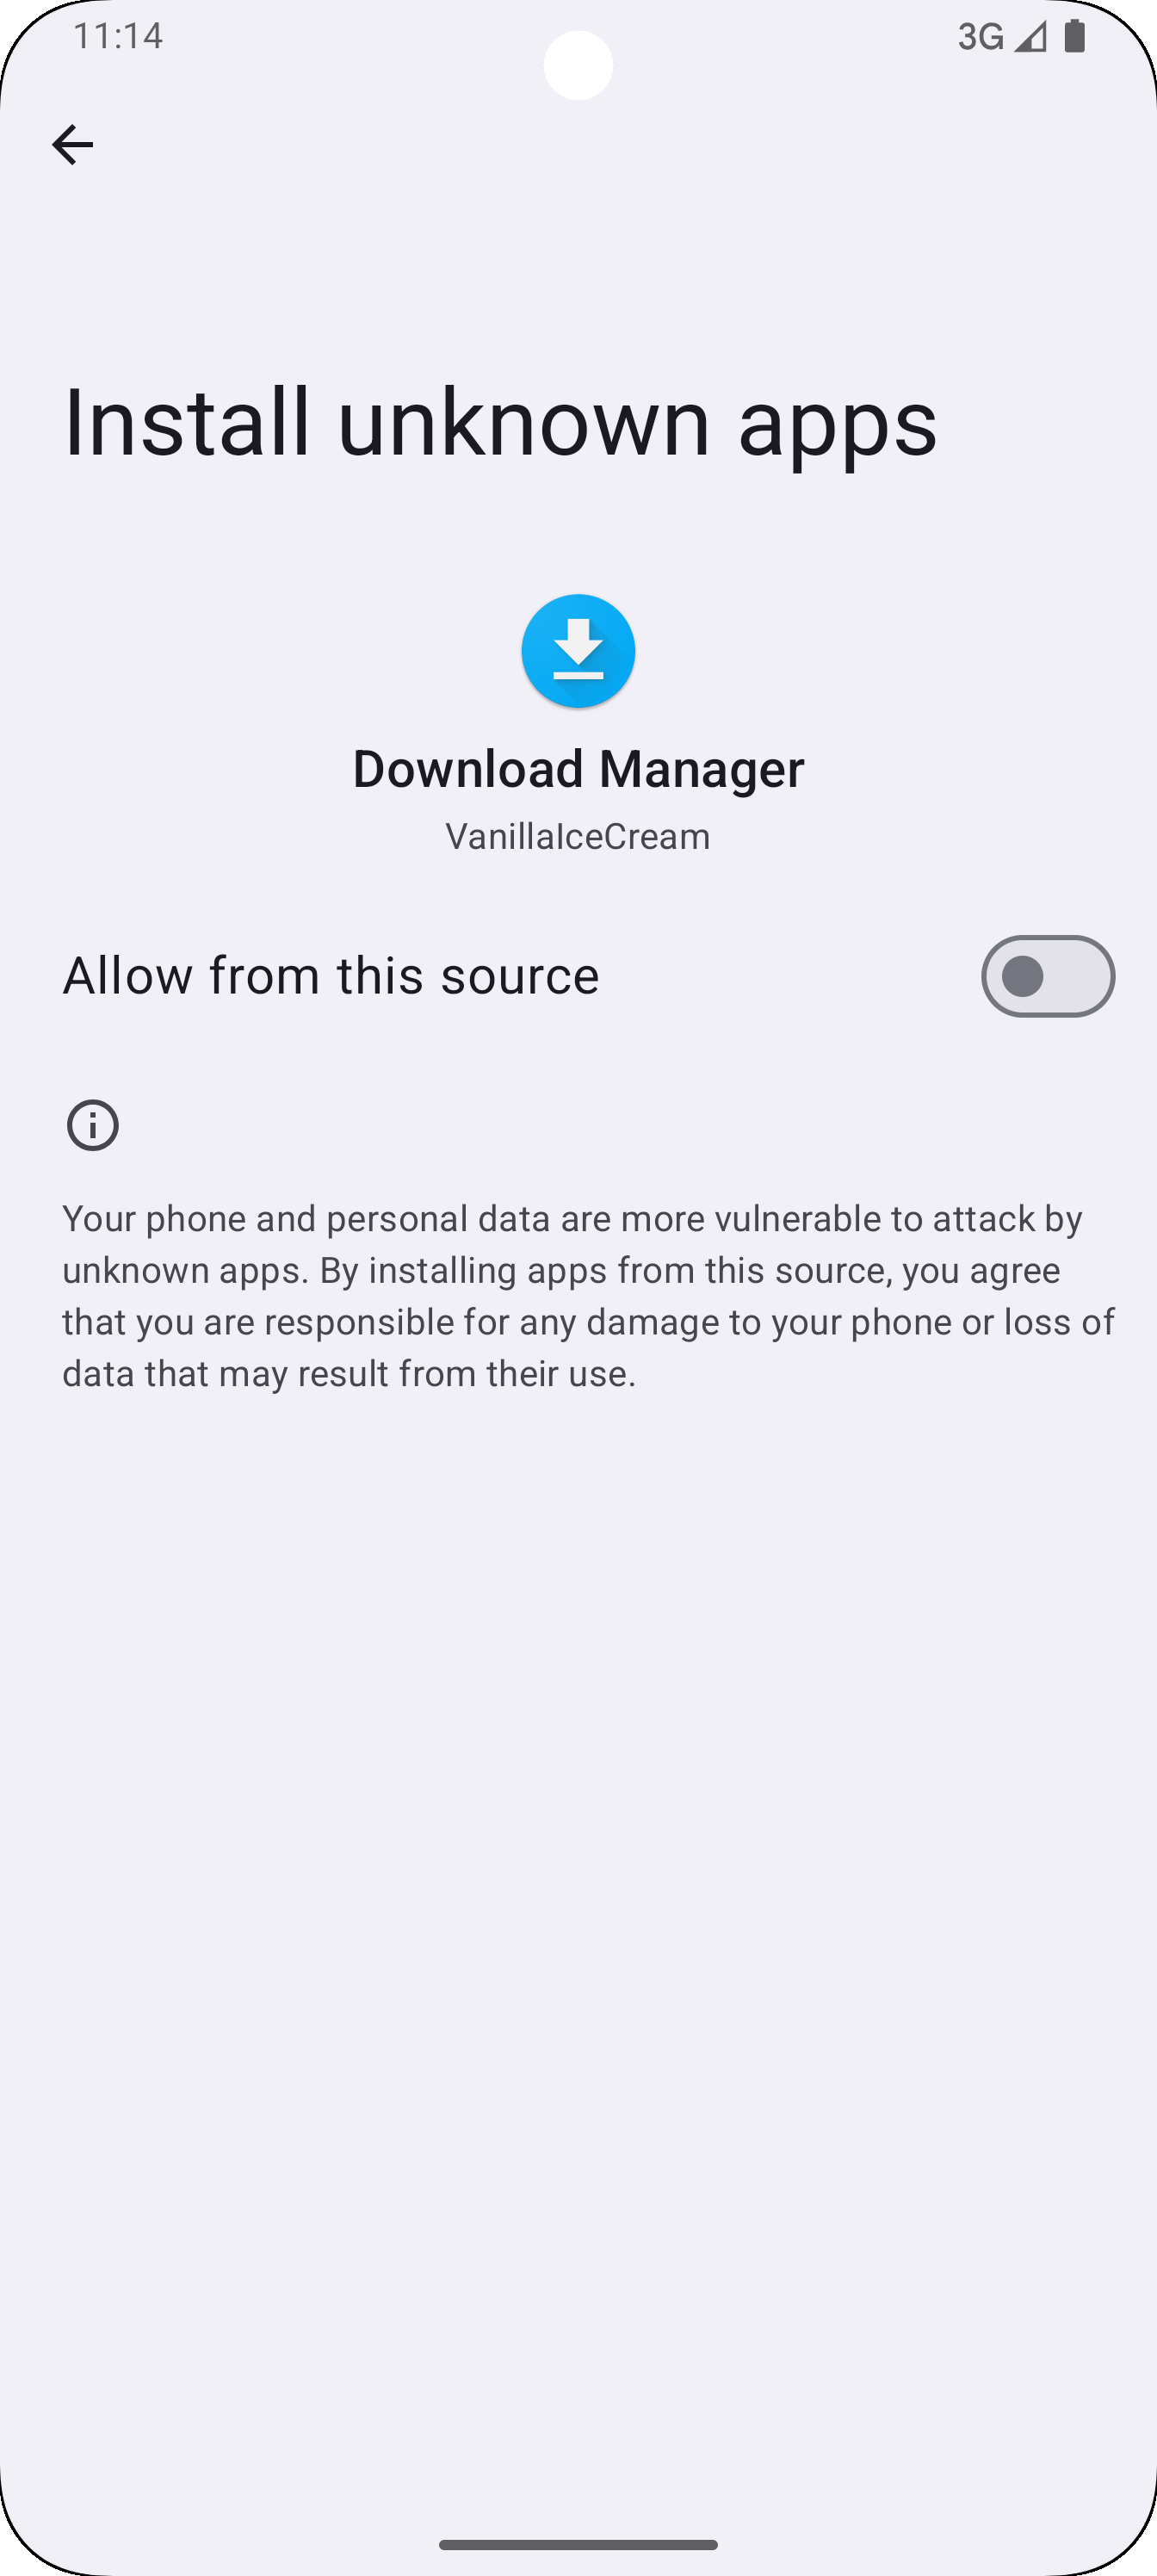 11:14
3G
Install unknown apps
Download Manager
VanillaIceCream
Allow from this source
Your phone and personal data are more vulnerable to attack by
unknown apps. By installing apps from this source, you agree
that you are responsible for any damage to your phone or loss of
data that may result from their use.